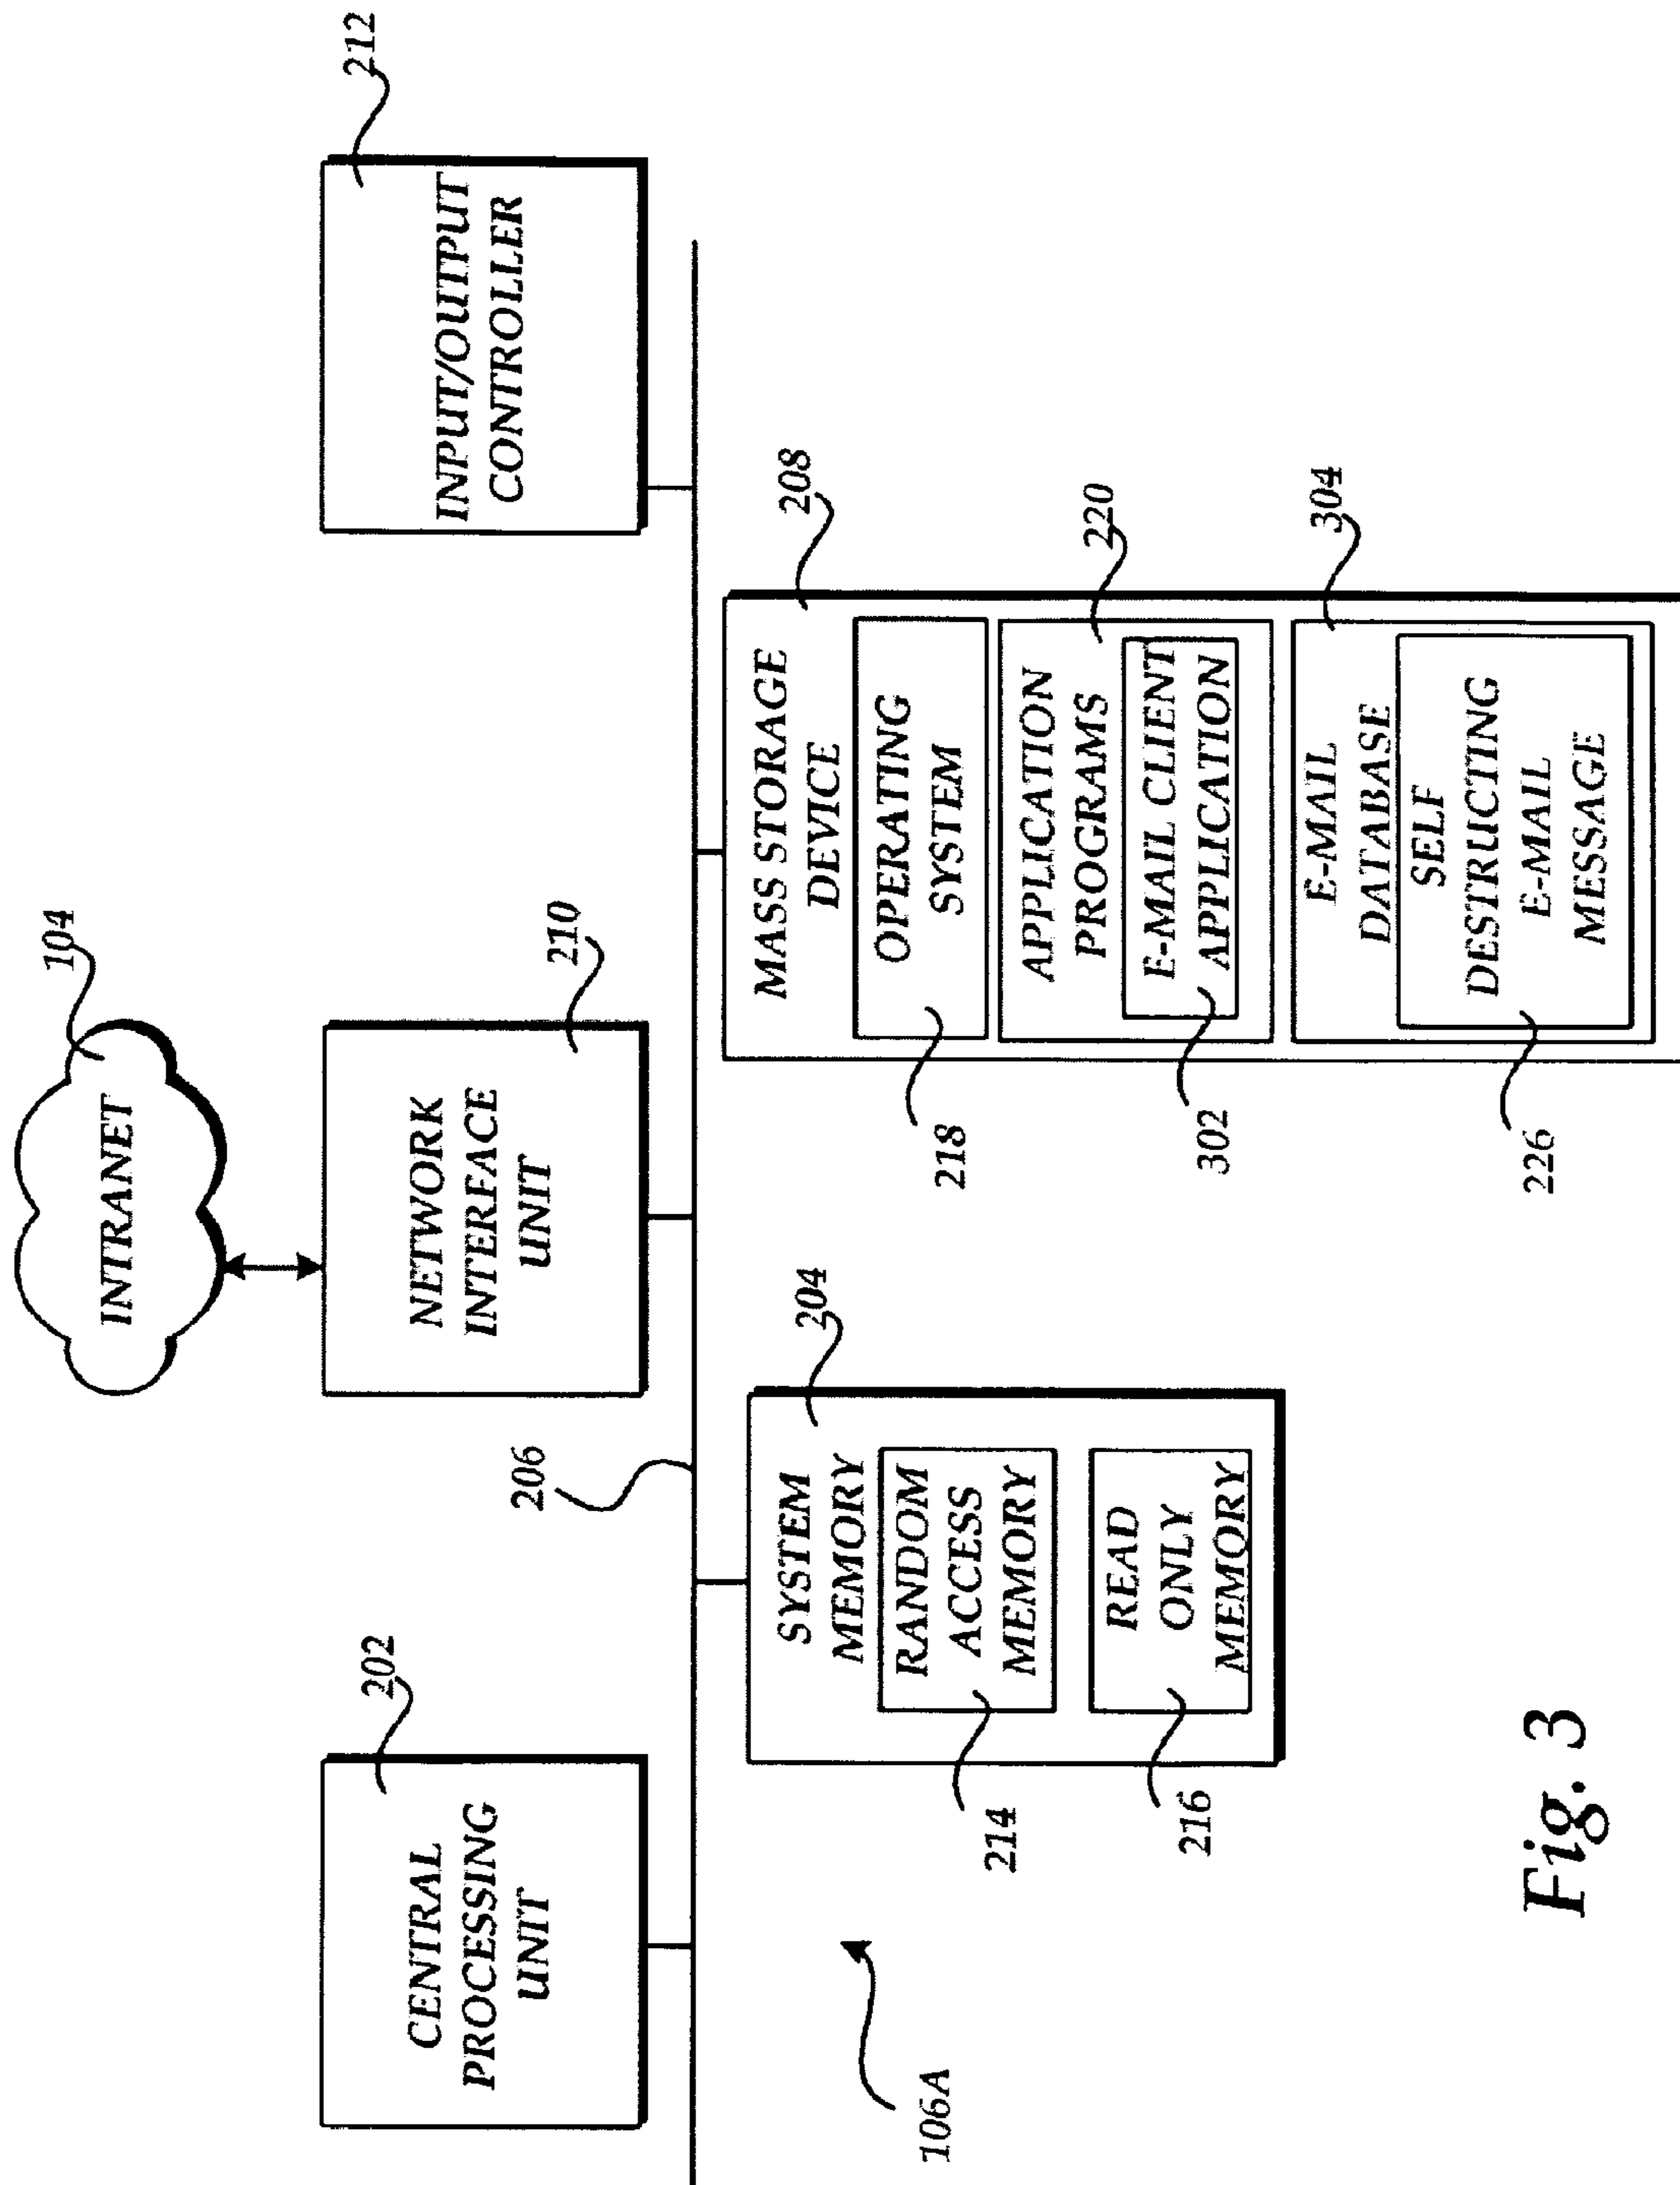 104
INTRANET
202
CENTRAL
PROCESSING
UNIT
210
NETWORK
INTERFACE
UNIT
212
INPUT/OUTPUT
CONTROLLER
206
204
SYSTEM
MEMORY
RANDOM
ACCESS
MEMORY
214
READ
ONLY
MEMORY
216
208
MASS STORAGE
DEVICE
OPERATING
SYSTEM
218
220
APPLICATION
PROGRAMS
E-MAIL CLIENT
APPLICATION
302
304
E-MAIL
DATABASE
SELF
DESTRUCTING
E-MAIL
MESSAGE
226
106A
Fig. 3